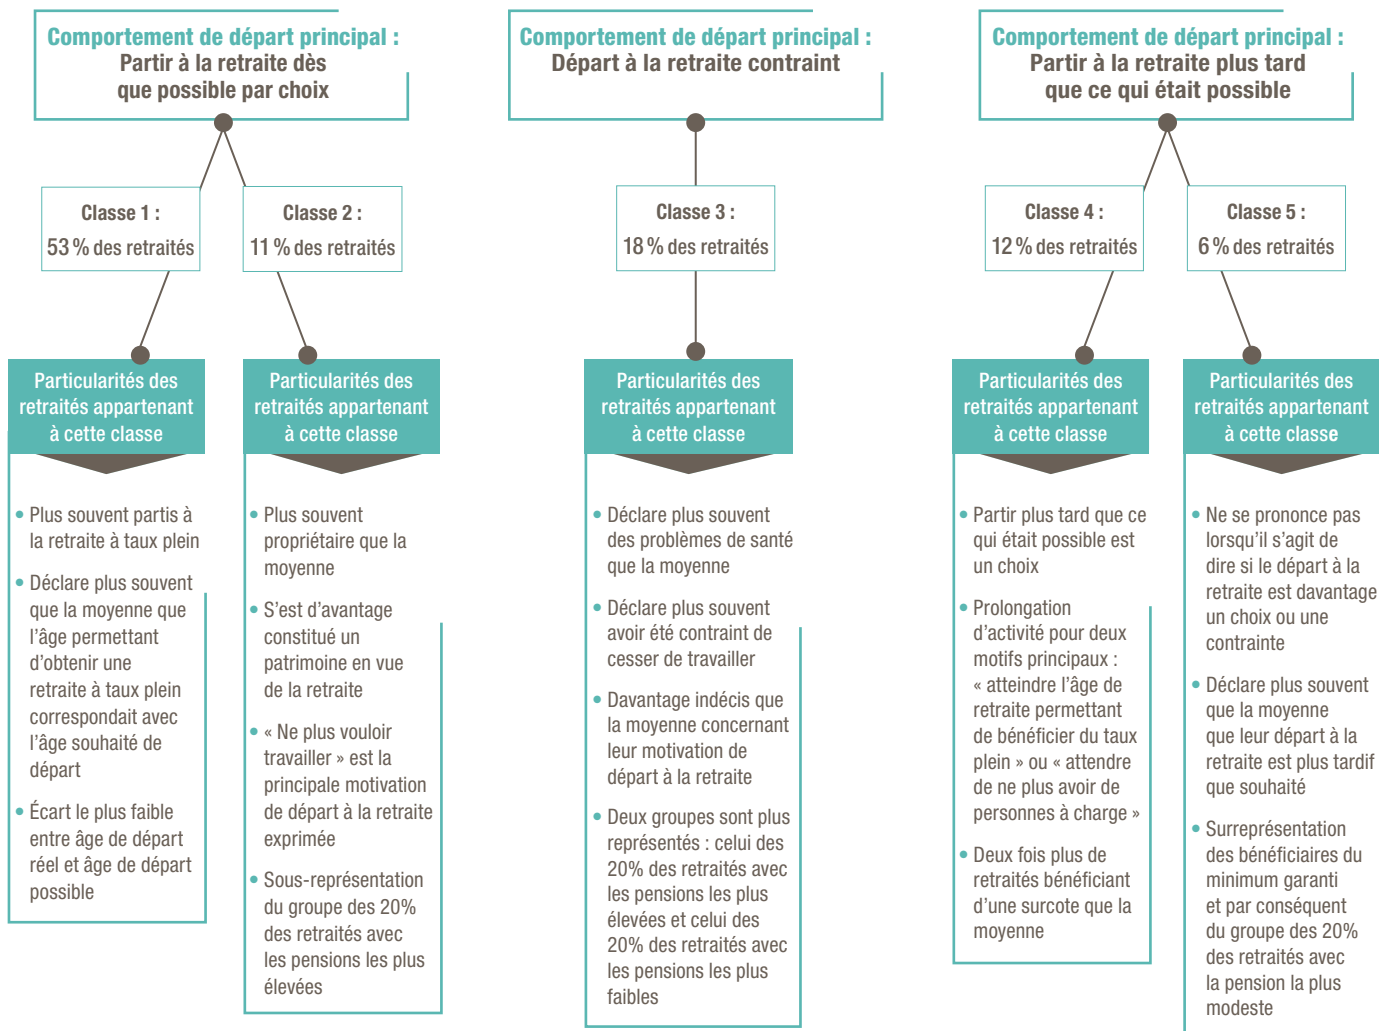 Comportement de départ principal :
Partir à la retraite dès
que possible par choix
Comportement de départ principal :
Départ à la retraite contraint
Comportement de départ principal :
Partir à la retraite plus tard
que ce qui était possible
Classe 1 :
53 % des retraités
Classe 2 :
11 % des retraités
Classe 3 :
18 % des retraités
Classe 4 :
12 % des retraités
Classe 5 :
6 % des retraités
Particularités des
retraités appartenant
à cette classe
• Plus souvent partis à
la retraite à taux plein
• Déclare plus souvent
que la moyenne que
l'âge permettant
d'obtenir une
retraite à taux plein
correspondait avec
l'âge souhaité de
départ
• Écart le plus faible
entre âge de départ
réel et âge de départ
possible
Particularités des
retraités appartenant
à cette classe
• Plus souvent
propriétaire que la
moyenne
• S'est d'avantage
constitué un
patrimoine en vue
de la retraite
• « Ne plus vouloir
travailler » est la
principale motivation
de départ à la retraite
exprimée
• Sous-représentation
du groupe des 20%
des retraités avec
les pensions les plus
élevées
Particularités des
retraités appartenant
à cette classe
• Déclare plus souvent
des problèmes de santé
que la moyenne
• Déclare plus souvent
avoir été contraint de
cesser de travailler
• Davantage indécis que
la moyenne concernant
leur motivation de
départ à la retraite
• Deux groupes sont plus
représentés : celui des
20% des retraités avec
les pensions les plus
élevées et celui des
20% des retraités avec
les pensions les plus
faibles
Particularités des
retraités appartenant
à cette classe
• Partir plus tard que ce
qui était possible est
un choix
• Prolongation
d'activité pour deux
motifs principaux :
« atteindre l'âge de
retraite permettant
de bénéficier du taux
plein » ou « attendre
de ne plus avoir de
personnes à charge »
• Deux fois plus de
retraités bénéficiant
d'une surcote que la
moyenne
Particularités des
retraités appartenant
à cette classe
• Ne se prononce pas
lorsqu'il s'agit de
dire si le départ à la
retraite est davantage
un choix ou une
contrainte
• Déclare plus souvent
que la moyenne
que leur départ à la
retraite est plus tardif
que souhaité
• Surreprésentation
des bénéficiaires du
minimum garanti
et par conséquent
du groupe des 20%
des retraités avec
la pension la plus
modeste